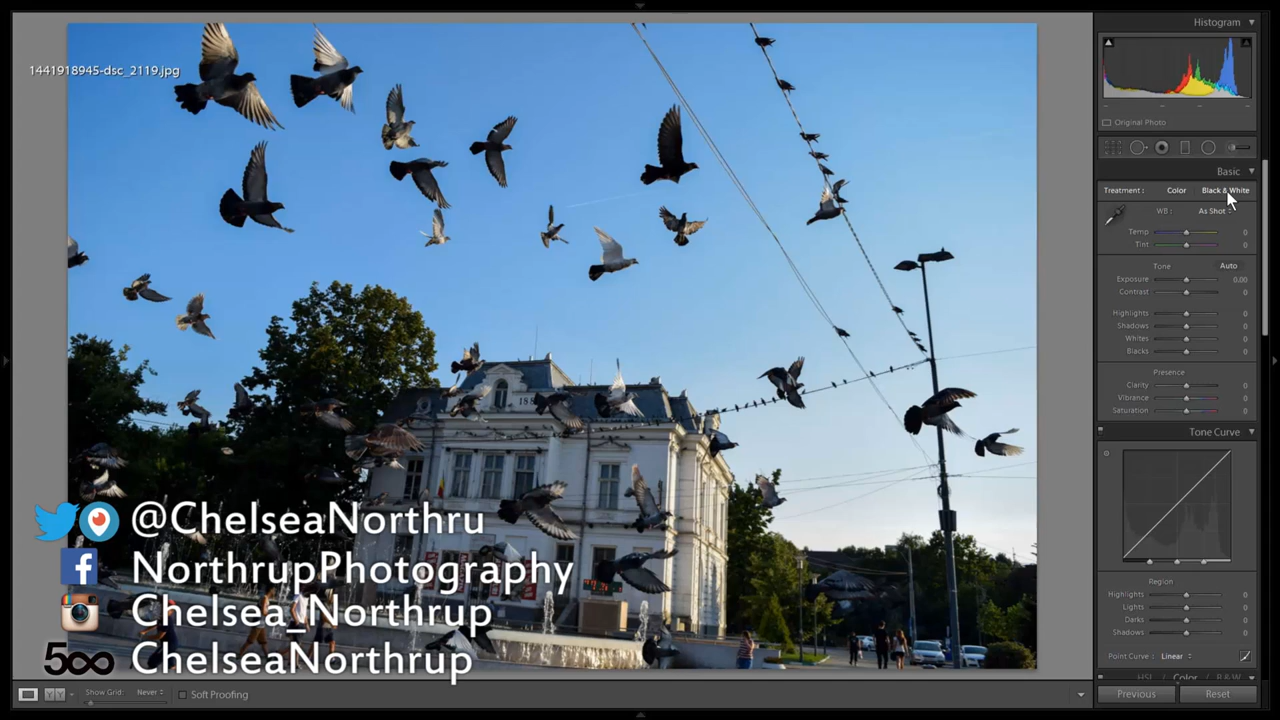 Histogram
1441918945-dsc_2119.jpg
Original Photo
Basic
Treatment : Color Black & White
WB : As Shot
Temp 0
Tint 0
Tone Auto
Exposure 0.00
Contrast 0
Highlights 0
Shadows 0
Whites 0
Blacks 0
Presence
Clarity 0
Vibrance 0
Saturation 0
Tone Curve
@ChelseaNorthru
NorthrupPhotography
Chelsea_Northrup
500 ChelseaNorthrup
Region
Highlights 0
Lights 0
Darks 0
Shadows 0
Point Curve : Linear
HSL / Color / B & W
Show Grid: Never
Soft Proofing
Previous Reset